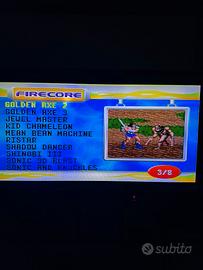 FIRECORE
GOLDEN AXE 2
GOLDEN AXE 3
JEWEL MASTER
KID CHAMELEON
MEAN BEAN MACHINE
RISTAR
SHADOW DANCER
SHINOBI III
SONIC 3D BLAST
SONIC AND KNUCKLES
3/8
subito